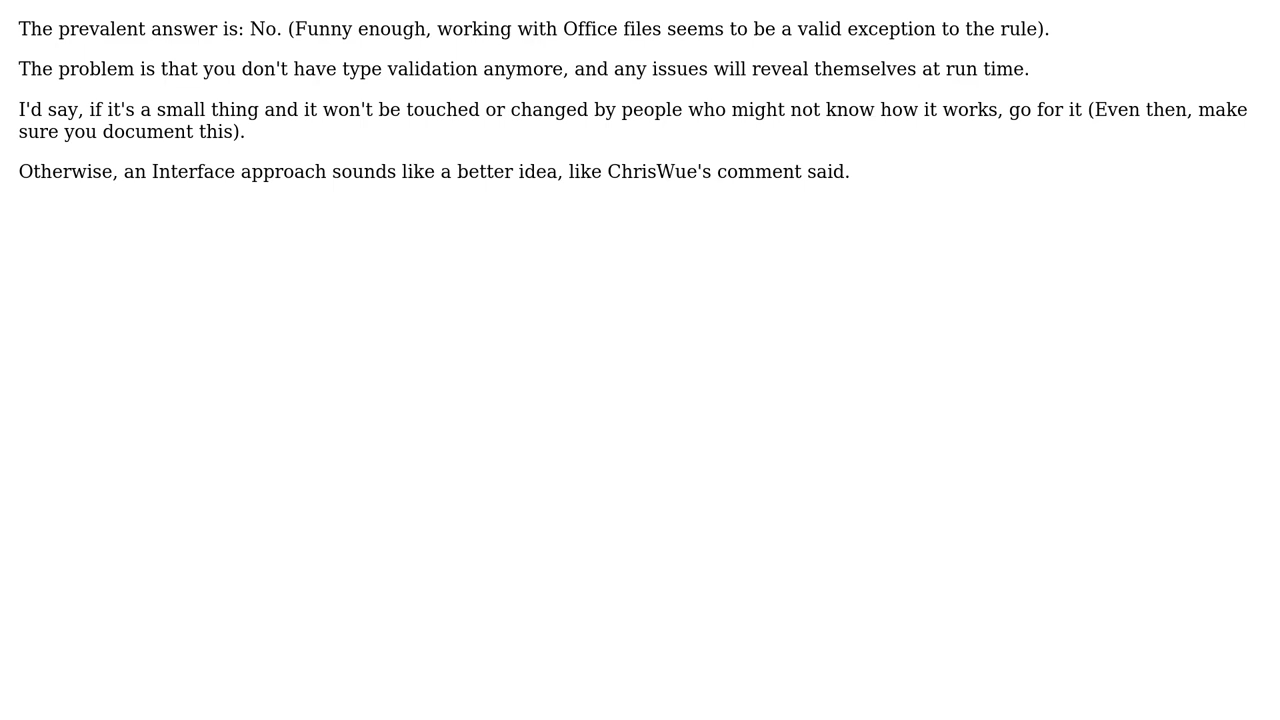 The prevalent answer is: No. (Funny enough, working with Office files seems to be a valid exception to the rule).
The problem is that you don't have type validation anymore, and any issues will reveal themselves at run time.
I'd say, if it's a small thing and it won't be touched or changed by people who might not know how it works, go for it (Even then, make
sure you document this).
Otherwise, an Interface approach sounds like a better idea, like ChrisWue's comment said.